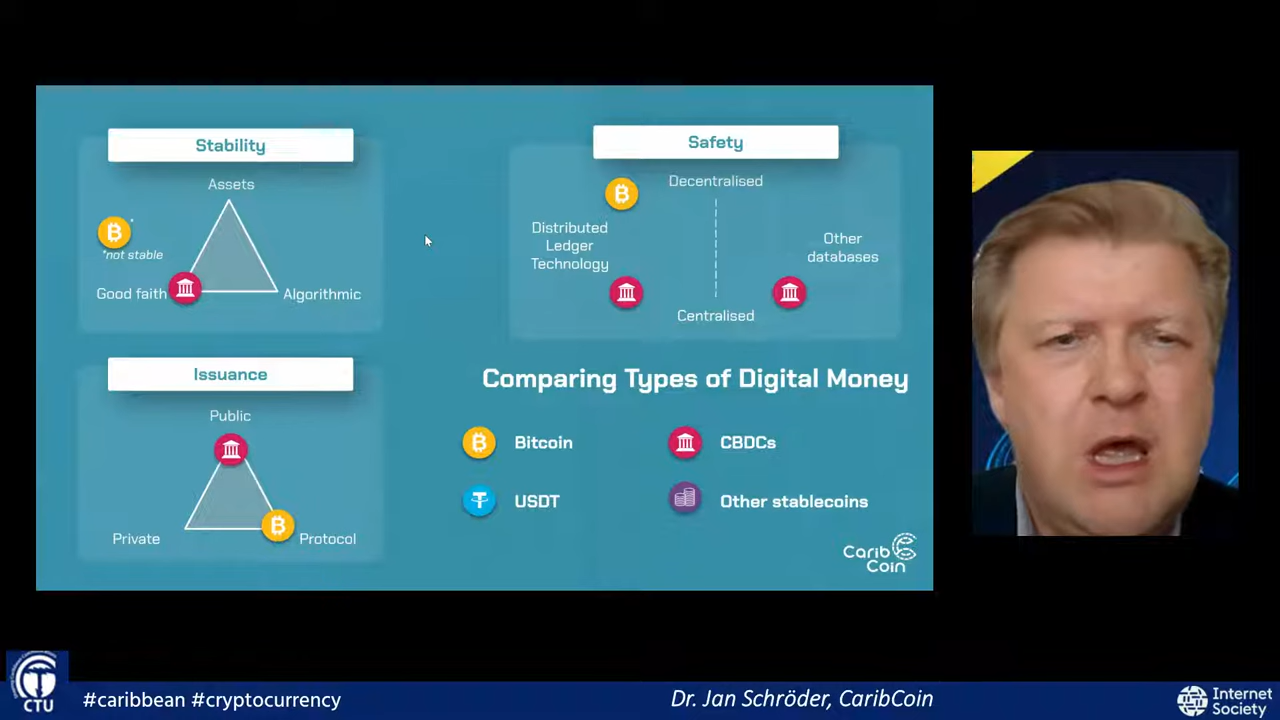 Stability
Assets
*
*not stable
Good faith
Algorithmic
Issuance
Public
Private
Protocol
Safety
Decentralised
Distributed
Ledger
Technology
Other
databases
Centralised
Comparing Types of Digital Money
Bitcoin
CBDCs
USDT
Other stablecoins
Carib
Coin
CTU
#caribbean #cryptocurrency
Dr. Jan Schröder, CaribCoin
Internet
Society